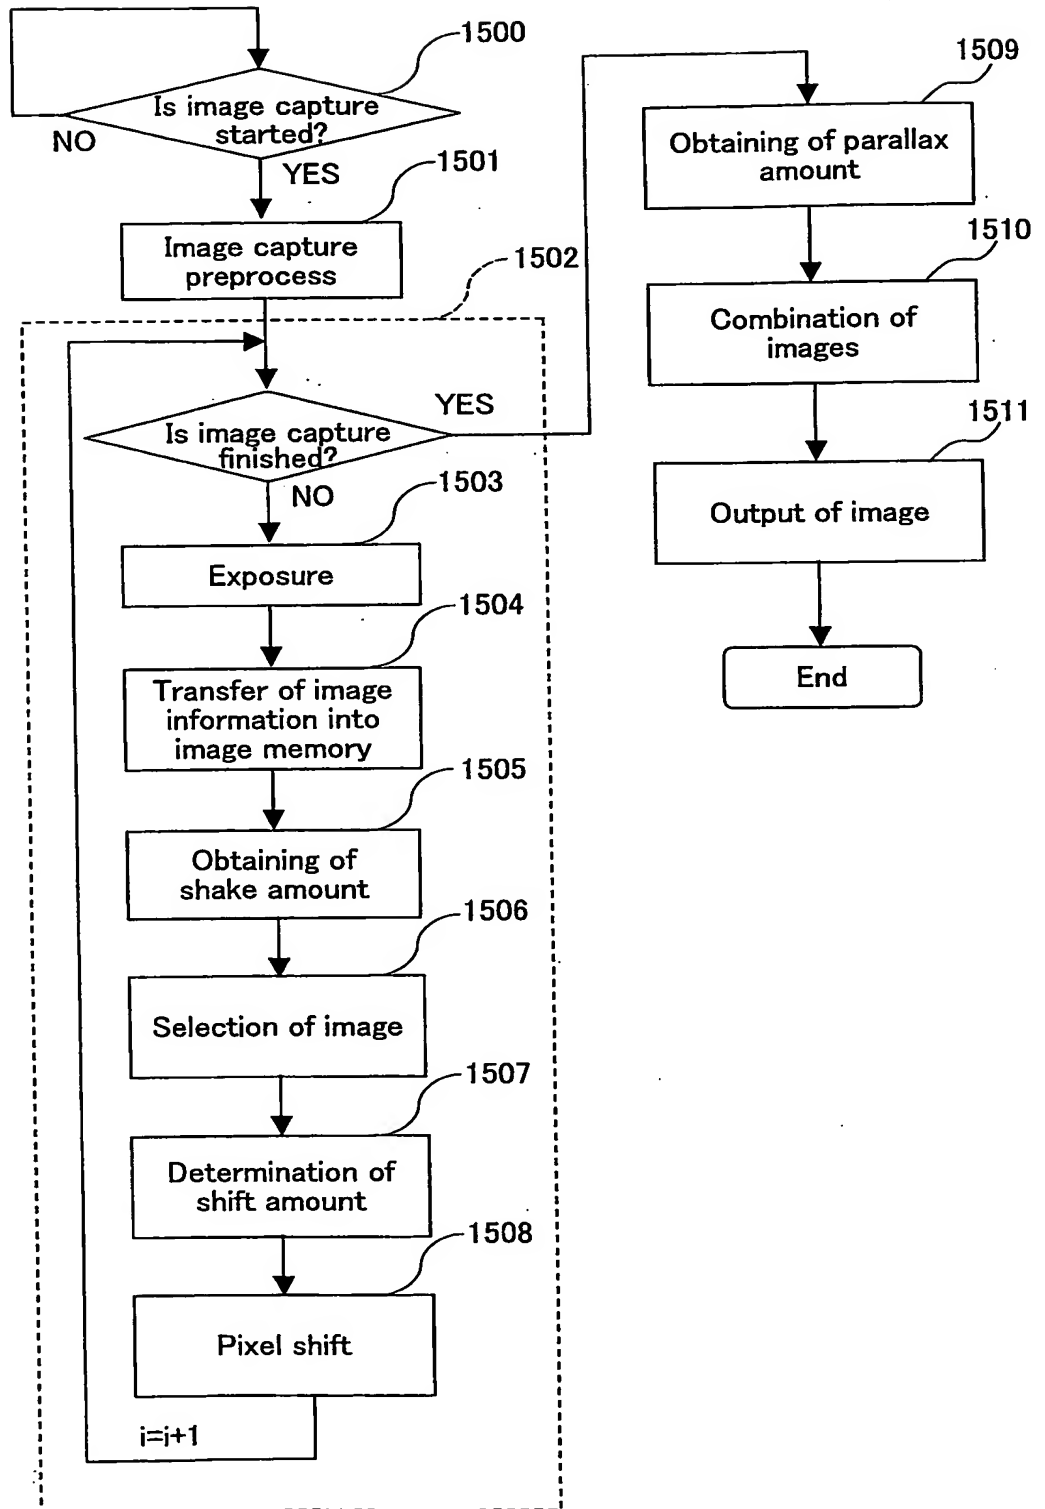 1500
Is image capture
started?
NO
YES
1501
Image capture
preprocess
1502
Is image capture
finished?
YES
NO
1503
Exposure
1504
Transfer of image
information into
image memory
1505
Obtaining of
shake amount
1506
Selection of image
1507
Determination of
shift amount
1508
Pixel shift
i=i+1
1509
Obtaining of parallax
amount
1510
Combination of
images
1511
Output of image
End